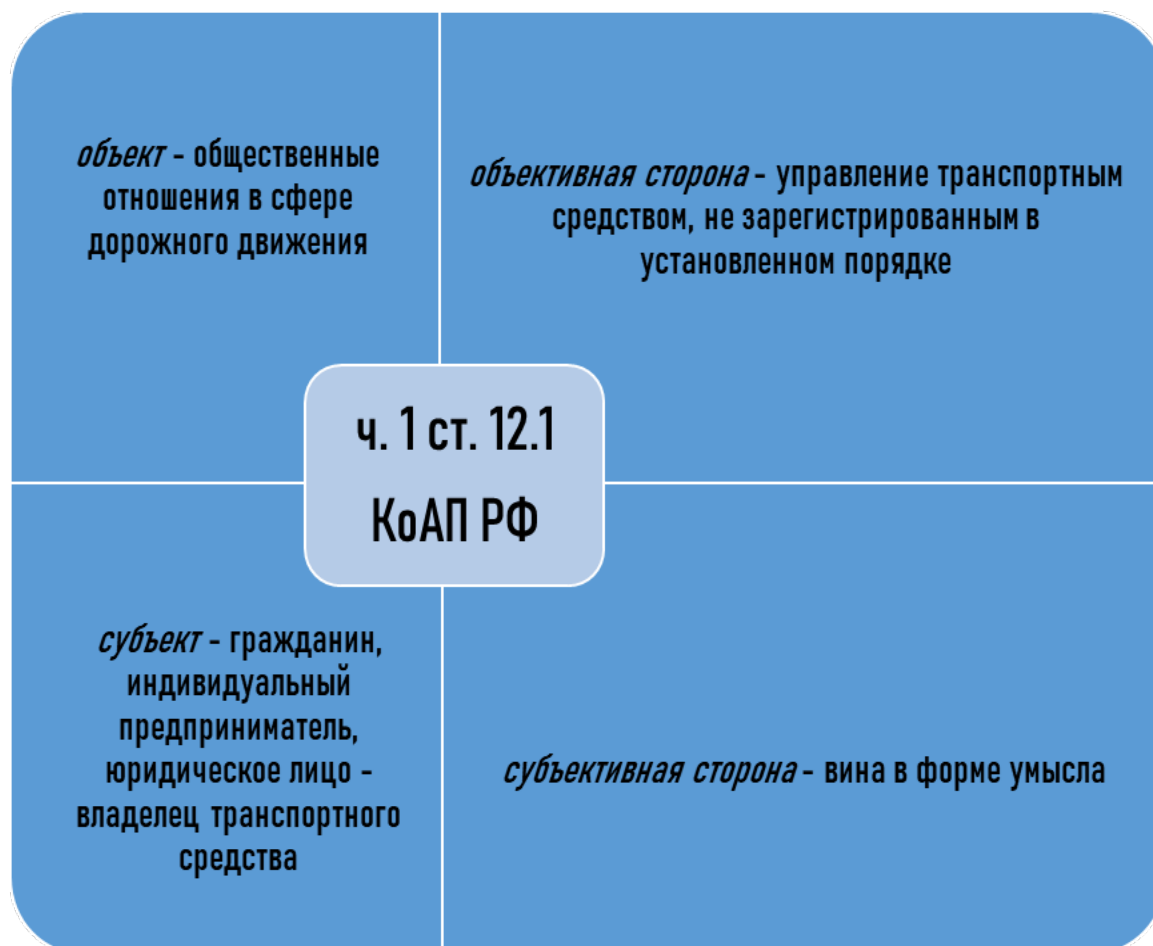 объект - общественные
отношения в сфере
дорожного движения
объективная сторона - управление транспортным
средством, не зарегистрированным в
установленном порядке
ч. 1 ст. 12.1
КоАП РФ
субъект - гражданин,
индивидуальный
предприниматель,
юридическое лицо -
владелец транспортного
средства
субъективная сторона - вина в форме умысла